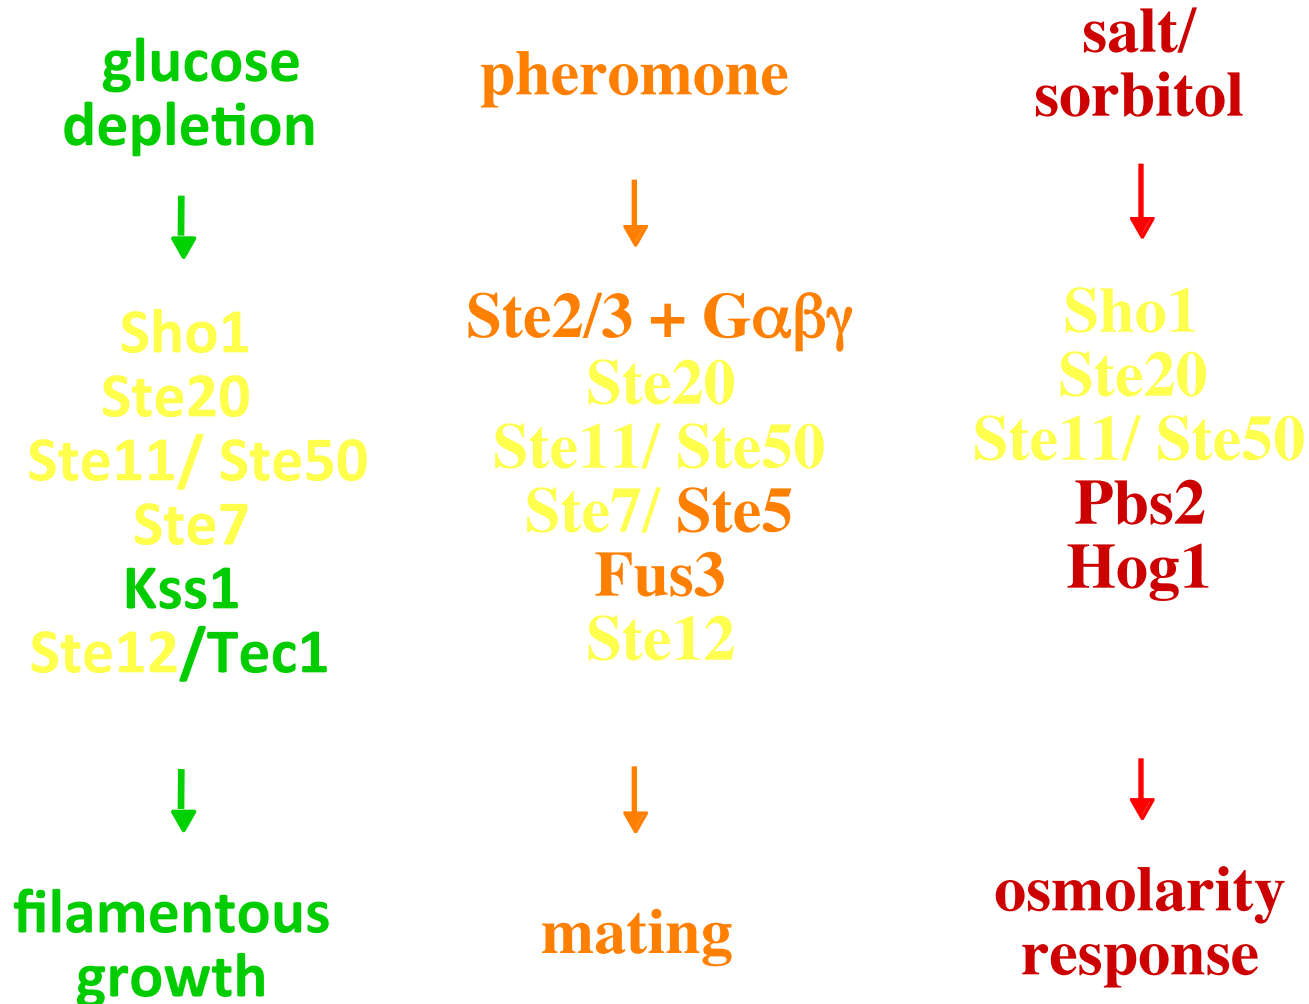 glucose
depletion
Sho1
Ste20
Ste11/ Ste50
Ste7
Kss1
Ste12/Tec1
filamentous
growth
pheromone
Ste2/3 + Gαβγ
Ste20
Ste11/ Ste50
Ste7/ Ste5
Fus3
Ste12
mating
salt/
sorbitol
Sho1
Ste20
Ste11/ Ste50
Pbs2
Hog1
osmolarity
response